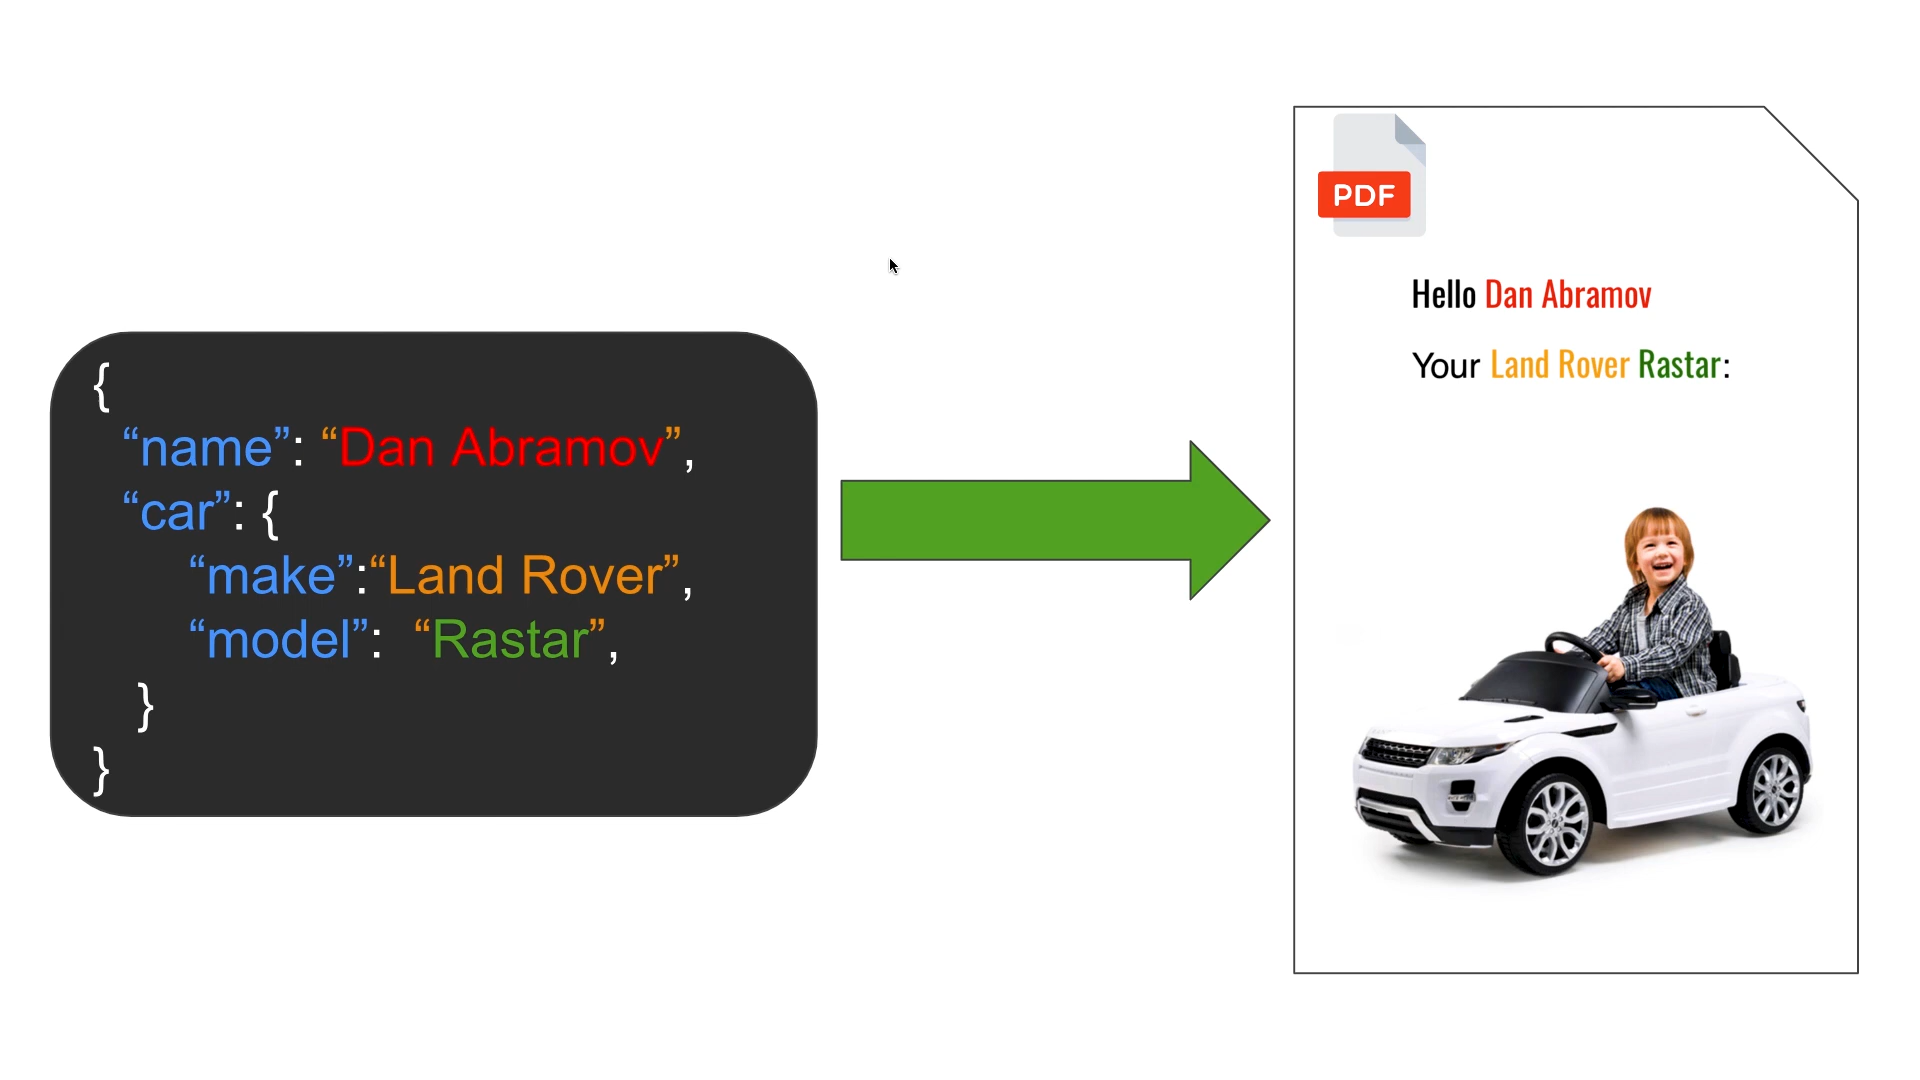 {
“name”: “Dan Abramov”,
“car”: {
“make”:“Land Rover”,
“model”: “Rastar”,
}
}
PDF
Hello Dan Abramov
Your Land Rover Rastar: